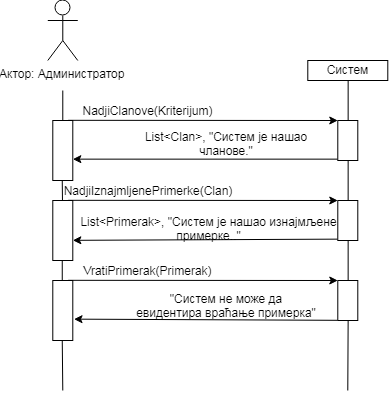 Актор: Администратор
Систем
NadjiClanove(Kriterijum)
List<Clan>, "Систем је нашао
чланове."
NadjiIznajmljenePrimerke(Clan)
List<Primerak>, "Систем је нашао изнајмљене
примерке."
VratiPrimerak(Primerak)
"Систем не може да
евидентира враћање примерка"